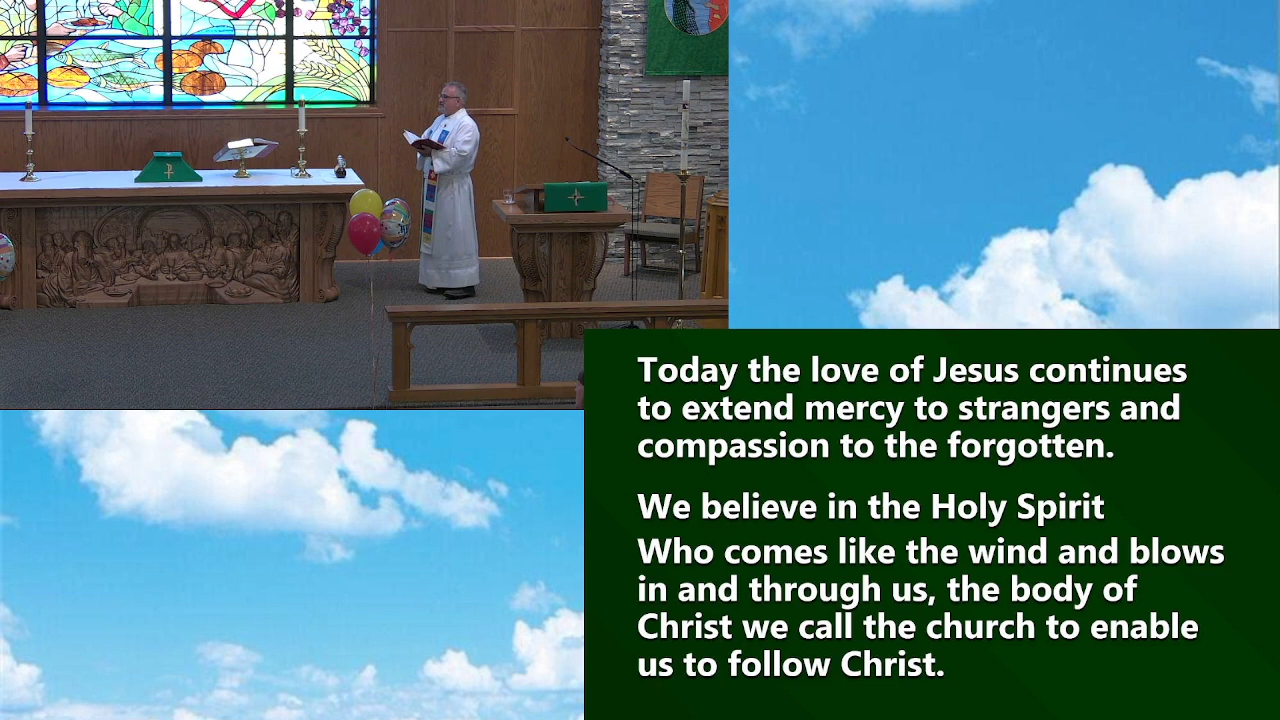 Today the love of Jesus continues
to extend mercy to strangers and
compassion to the forgotten.
We believe in the Holy Spirit
Who comes like the wind and blows
in and through us, the body of
Christ we call the church to enable
us to follow Christ.